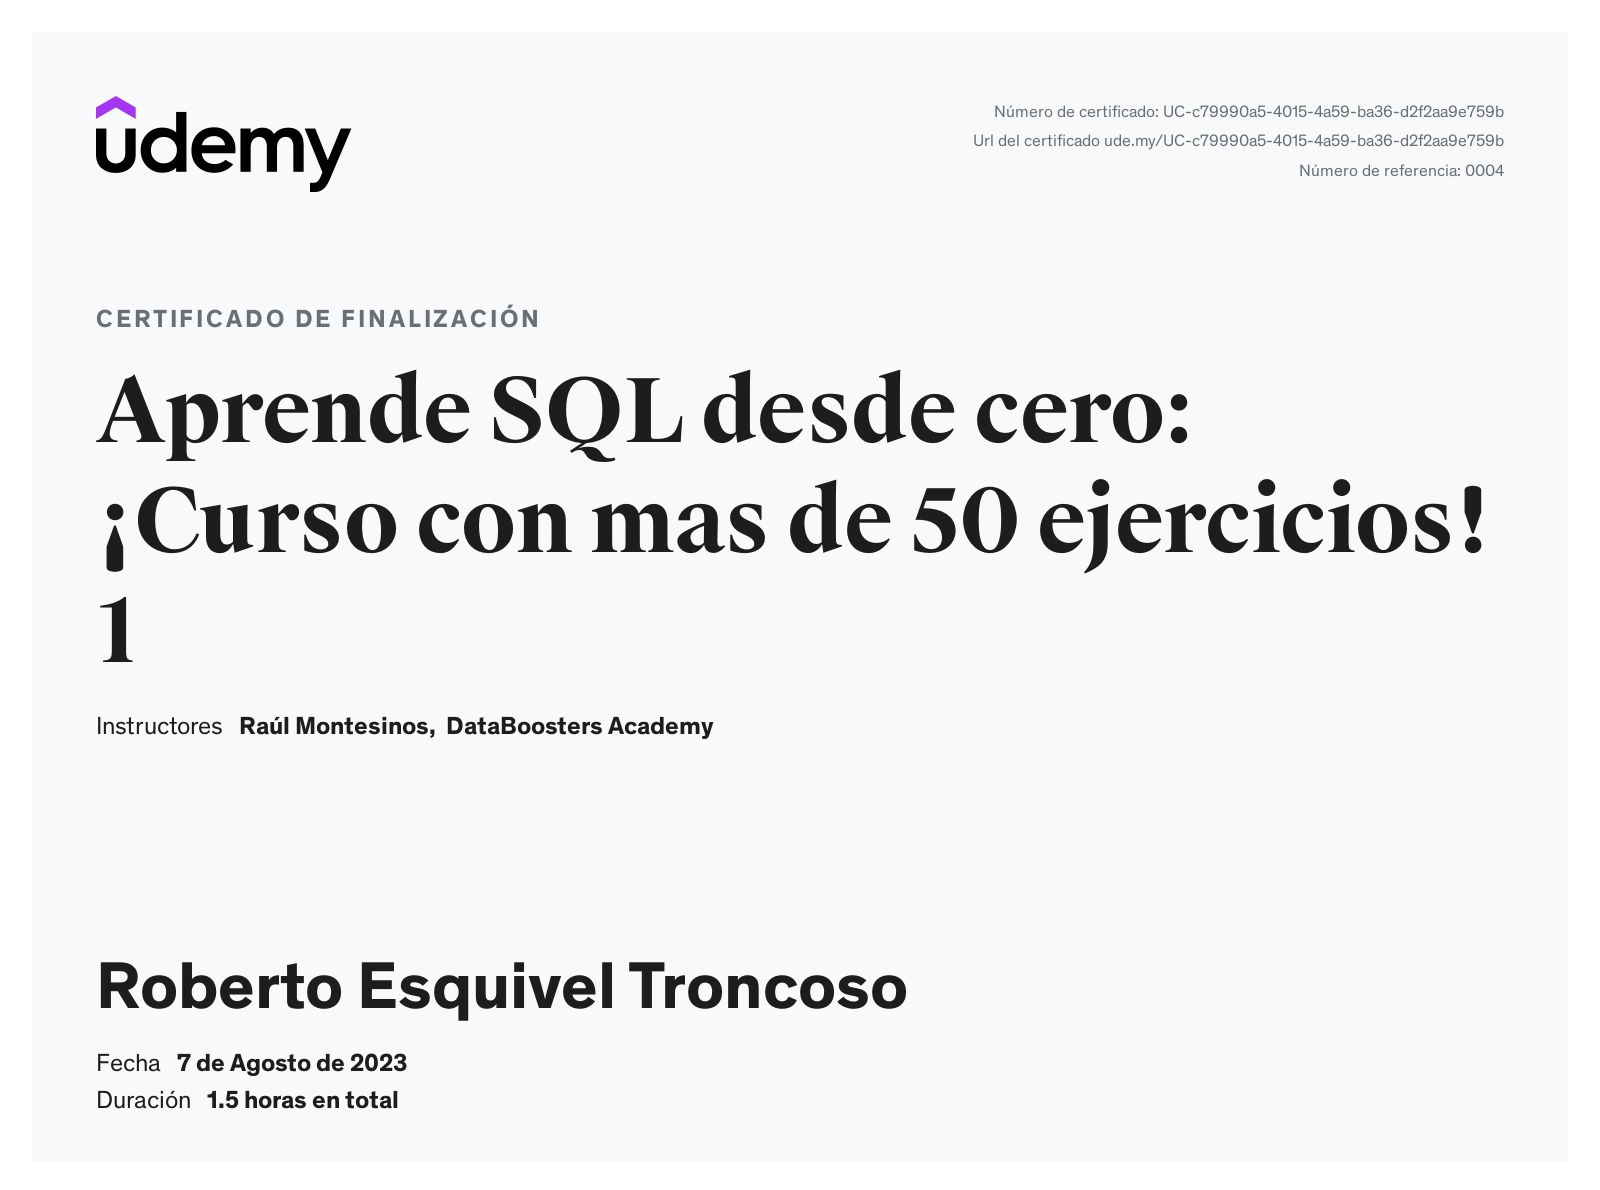 udemy
Número de certificado: UC-c79990a5-4015-4a59-ba36-d2f2aa9e759b
Url del certificado ude.my/UC-c79990a5-4015-4a59-ba36-d2f2aa9e759b
Número de referencia: 0004
CERTIFICADO DE FINALIZACIÓN
Aprende SQL desde cero:
¡Curso con mas de 50 ejercicios!
1
Instructores Raúl Montesinos, DataBoosters Academy
Roberto Esquivel Troncoso
Fecha 7 de Agosto de 2023
Duración 1.5 horas en total